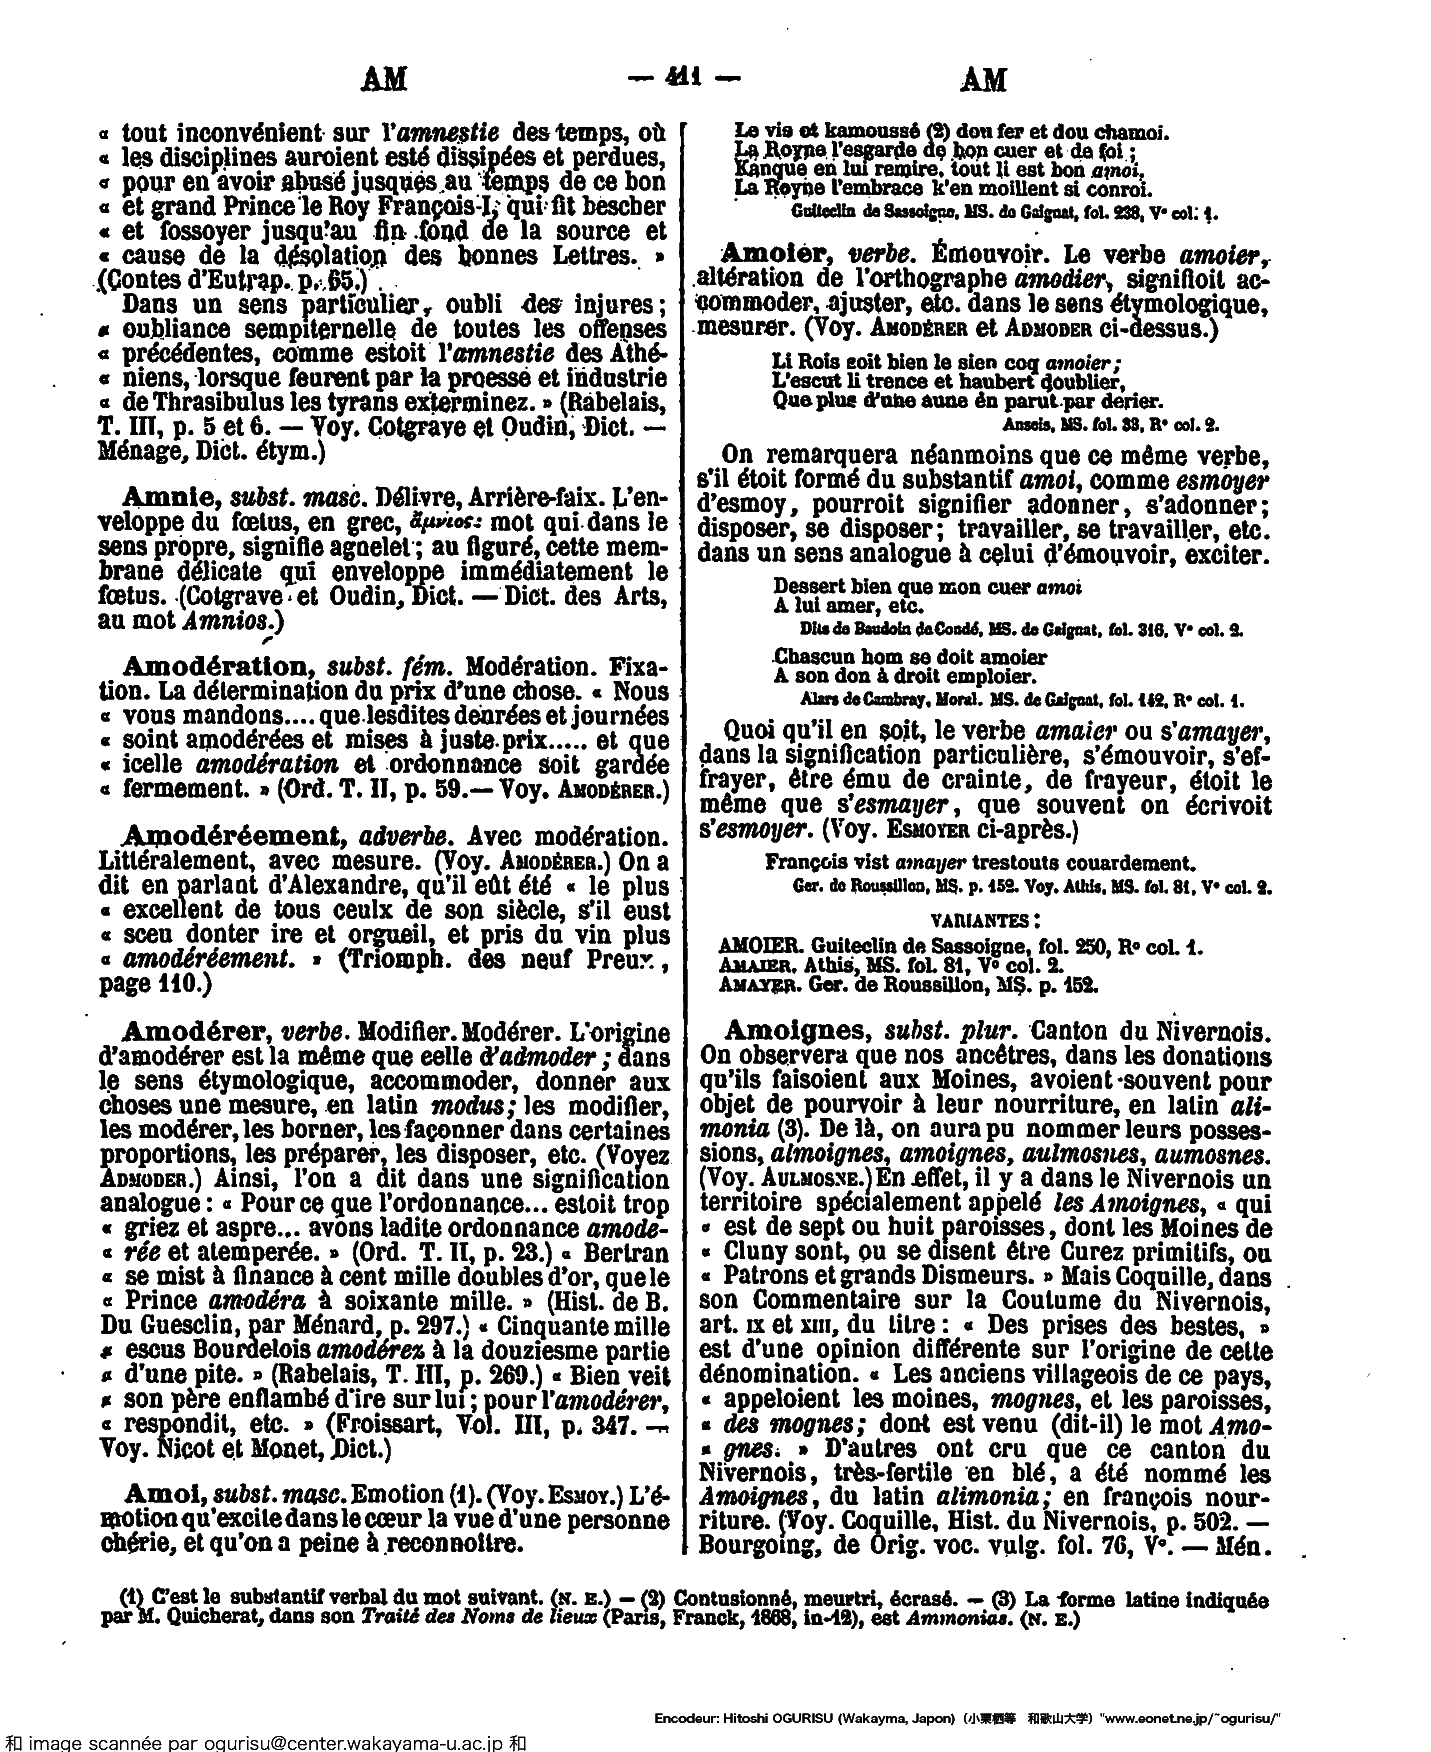 AM — 411 — AM
« tout inconvénient sur l'amnestie des temps, où
« les disciplines auroient esté dissipées et perdues,
« pour en avoir abusé jusques au temps de ce bon
« et grand Prince le Roy François I, qui fit bescher
« et fossoyer jusqu'au fin fond de la source et
« cause de la désolation des bonnes Lettres. »
(Contes d'Eutrap. p. 65.)
Dans un sens particulier, oubli des injures;
« oubliance sempiternelle de toutes les offenses
« précédentes, comme estoit l'amnestie des Athé-
« niens, lorsque feurent par la proesse et industrie
« de Thrasibulus les tyrans exterminez. » (Rabelais,
T. III, p. 5 et 6. — Voy. Cotgrave et Oudin, Dict. —
Ménage, Dict. étym.)
Amnie, subst. masc. Délivre, Arrière-faix. L'en-
veloppe du fœtus, en grec, ἄμνιος: mot qui dans le
sens propre, signifie agnelet; au figuré, cette mem-
brane délicate qui enveloppe immédiatement le
fœtus. (Cotgrave et Oudin, Dict. — Dict. des Arts,
au mot Amnios.)
Amodération, subst. fém. Modération. Fixa-
tion. La détermination du prix d'une chose. « Nous
« vous mandons.... que lesdites denrées et journées
« soint amodérées et mises à juste prix..... et que
« icelle amodération et ordonnance soit gardée
« fermement. » (Ord. T. II, p. 59.— Voy. AMODÉRER.)
Amodéréement, adverbe. Avec modération.
Littéralement, avec mesure. (Voy. AMODÉRER.) On a
dit en parlant d'Alexandre, qu'il eût été « le plus
« excellent de tous ceulx de son siècle, s'il eust
« sceu donter ire et orgueil, et pris du vin plus
« amodéréement. » (Triomph. des neuf Preux,
page 110.)
Amodérer, verbe. Modifier. Modérer. L'origine
d'amodérer est la même que celle d'admoder; dans
le sens étymologique, accommoder, donner aux
choses une mesure, en latin modus; les modifier,
les modérer, les borner, les façonner dans certaines
proportions, les préparer, les disposer, etc. (Voyez
ADMODER.) Ainsi, l'on a dit dans une signification
analogue : « Pour ce que l'ordonnance... estoit trop
« griez et aspre... avons ladite ordonnance amode-
« rée et atemperée. » (Ord. T. II, p. 23.) « Bertran
« se mist à finance à cent mille doubles d'or, que le
« Prince amodéra à soixante mille. » (Hist. de B.
Du Guesclin, par Ménard, p. 297.) « Cinquante mille
« escus Bourdelois amodérez à la douziesme partie
« d'une pite. » (Rabelais, T. III, p. 269.) « Bien veit
« son père enflambé d'ire sur lui; pour l'amodérer,
« respondit, etc. » (Froissart, Vol. III, p. 347. —
Voy. Nicot et Monet, Dict.)
Amoi, subst. masc. Emotion (1). (Voy. ESMOY.) L'é-
motion qu'excite dans le cœur la vue d'une personne
chérie, et qu'on a peine à reconnoître.
Le vis et kamoussé (2) dou fer et dou chamoi.
La Royne l'esgarde de bon cuer et de foi;
Kanque en lui remire, tout li est bon amoi,
La Royne l'embrace k'en moillent si conroi.
Guiteclin de Sassoigne, MS. de Gaignat, fol. 238, V° col. 1.
Amoier, verbe. Émouvoir. Le verbe amoier,
altération de l'orthographe amodier, signifioit ac-
commoder, ajuster, etc. dans le sens étymologique,
mesurer. (Voy. AMODÉRER et ADMODER ci-dessus.)
Li Rois soit bien le sien coq amoier;
L'escut li trence et haubert doublier,
Que plus d'une aune en parut par derier.
Anseis, MS. fol. 33, R° col. 2.
On remarquera néanmoins que ce même verbe,
s'il étoit formé du substantif amoi, comme esmoyer
d'esmoy, pourroit signifier adonner, s'adonner;
disposer, se disposer; travailler, se travailler, etc.
dans un sens analogue à celui d'émouvoir, exciter.
Dessert bien que mon cuer amoi
A lui amer, etc.
Dits de Baudoin de Condé, MS. de Gaignat, fol. 316, V° col. 2.
Chascun hom se doit amoier
A son don à droit emploier.
Alars de Cambray, Moral. MS. de Gaignat, fol. 142, R° col. 1.
Quoi qu'il en soit, le verbe amaier ou s'amayer,
dans la signification particulière, s'émouvoir, s'ef-
frayer, être ému de crainte, de frayeur, étoit le
même que s'esmayer, que souvent on écrivoit
s'esmoyer. (Voy. ESMOYER ci-après.)
François vist amayer trestouts couardement.
Ger. de Roussillon, MS. p. 152. Voy. Athis, MS. fol. 81, V° col. 2.
VARIANTES :
AMOIER. Guiteclin de Sassoigne, fol. 250, R° col. 1.
AMAIER. Athis, MS. fol. 81, V° col. 2.
AMAYER. Ger. de Roussillon, MS. p. 152.
Amoignes, subst. plur. Canton du Nivernois.
On observera que nos ancêtres, dans les donations
qu'ils faisoient aux Moines, avoient souvent pour
objet de pourvoir à leur nourriture, en latin ali-
monia (3). De là, on aura pu nommer leurs posses-
sions, almoignes, amoignes, aulmosnes, aumosnes.
(Voy. AULMOSNE.) En effet, il y a dans le Nivernois un
territoire spécialement appelé les Amoignes, « qui
« est de sept ou huit paroisses, dont les Moines de
« Cluny sont, ou se disent être Curez primitifs, ou
« Patrons et grands Dismeurs. » Mais Coquille, dans
son Commentaire sur la Coutume du Nivernois,
art. IX et XIII, du titre : « Des prises des bestes, »
est d'une opinion différente sur l'origine de cette
dénomination. « Les anciens villageois de ce pays,
« appeloient les moines, mognes, et les paroisses,
« des mognes; dont est venu (dit-il) le mot Amo-
« gnes. » D'autres ont cru que ce canton du
Nivernois, très-fertile en blé, a été nommé les
Amoignes, du latin alimonia; en françois nour-
riture. (Voy. Coquille, Hist. du Nivernois, p. 502. —
Bourgoing, de Orig. voc. vulg. fol. 76, V°. — Mén.
(1) C'est le substantif verbal du mot suivant. (N. E.) — (2) Contusionné, meurtri, écrasé. — (3) La forme latine indiquée
par M. Quicherat, dans son Traité des Noms de lieux (Paris, Franck, 1868, in-12), est Ammonias. (N. E.)
Encodeur: Hitoshi OGURISU (Wakayma, Japon) (小栗栖等 和歌山大学) "www.eonet.ne.jp/~ogurisu/"
和 image scannée par ogurisu@center.wakayama-u.ac.jp 和